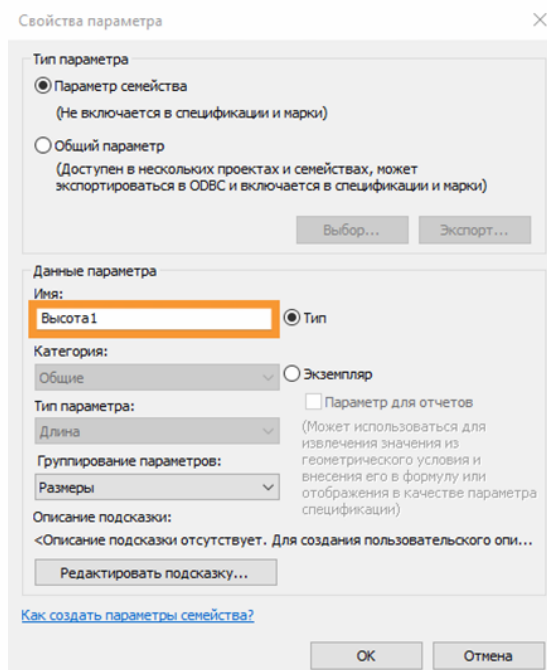 Свойства параметра
Тип параметра
Параметр семейства
(Не включается в спецификации и марки)
Общий параметр
(Доступен в нескольких проектах и семействах, может
экспортироваться в ODBC и включается в спецификации и марки)
Выбор...
Экспорт...
Данные параметра
Имя:
Высота1
Тип
Категория:
Общие
Экземпляр
Параметр для отчетов
Тип параметра:
Длина
(Может использоваться для
извлечения значения из
геометрического условия и
внесения его в формулу или
отображения в качестве параметра
спецификации)
Группирование параметров:
Размеры
Описание подсказки:
<Описание подсказки отсутствует. Для создания пользовательского опи...
Редактировать подсказку...
Как создать параметры семейства?
ОК
Отмена